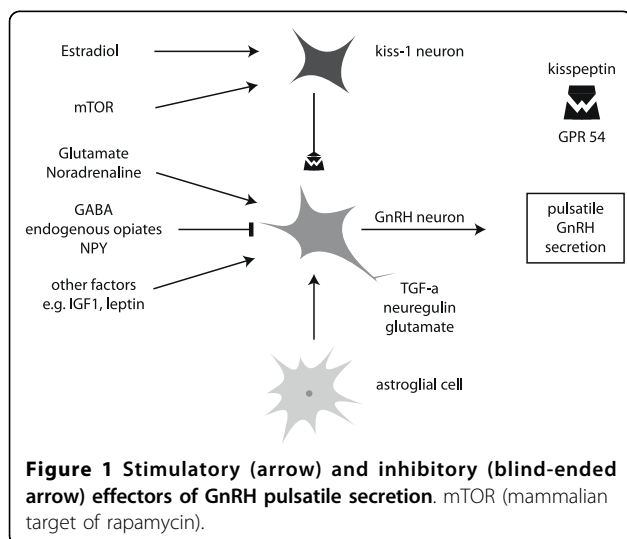 Estradiol
kiss-1 neuron
kisspeptin
mTOR
GPR 54
Glutamate
Noradrenaline
GnRH neuron
pulsatile
GnRH
secretion
GABA
endogenous opiates
NPY
other factors
e.g. IGF1, leptin
TGF-a
neuregulin
glutamate
astroglial cell
Figure 1 Stimulatory (arrow) and inhibitory (blind-ended
arrow) effectors of GnRH pulsatile secretion. mTOR (mammalian
target of rapamycin).